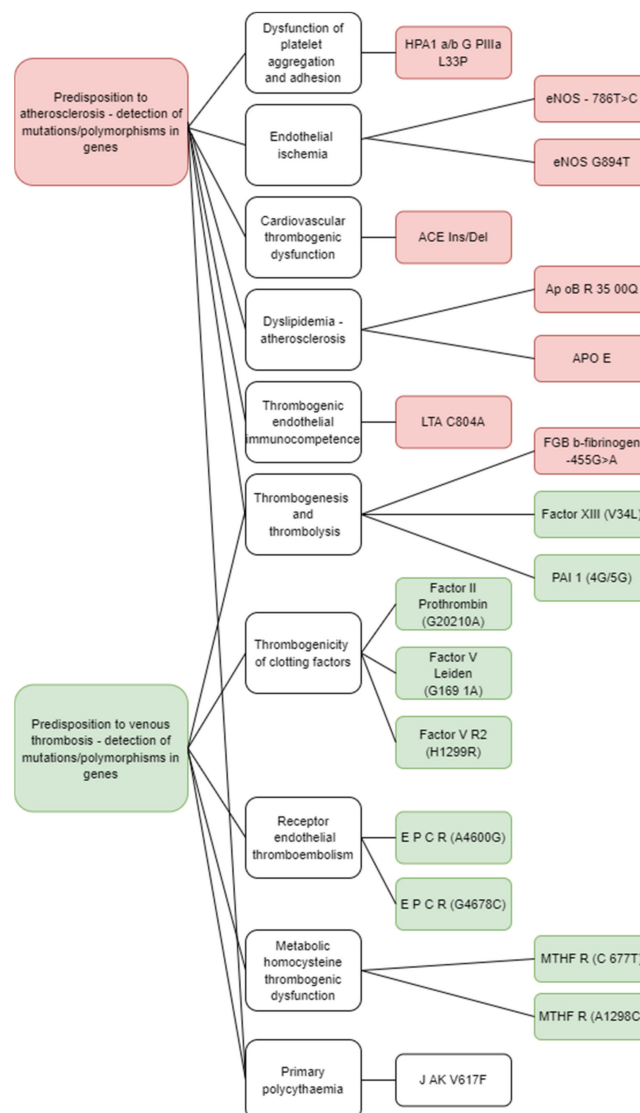 Dysfunction of
platelet
aggregation
and adhesion
HPA1 a/b G PIIIa
L33P
Predisposition to
atherosclerosis - detection of
mutations/polymorphisms in
genes
eNOS - 786T>C
Endothelial
ischemia
eNOS G894T
Cardiovascular
thrombogenic
dysfunction
ACE Ins/Del
Ap oB R 35 00Q
Dyslipidemia -
atherosclerosis
APO E
Thrombogenic
endothelial
immunocompetence
LTA C804A
FGB b-fibrinogen
-455G>A
Thrombogenesis
and
thrombolysis
Factor XIII (V34L)
PAI 1 (4G/5G)
Factor II
Prothrombin
(G20210A)
Thrombogenicity
of clotting factors
Factor V
Leiden
(G169 1A)
Factor V R2
(H1299R)
Predisposition to venous
thrombosis - detection of
mutations/polymorphisms in
genes
Receptor
endothelial
thromboembolism
E P C R (A4600G)
E P C R (G4678C)
Metabolic
homocysteine
thrombogenic
dysfunction
MTHF R (C 677T)
MTHF R (A1298C
Primary
polycythaemia
J AK V617F